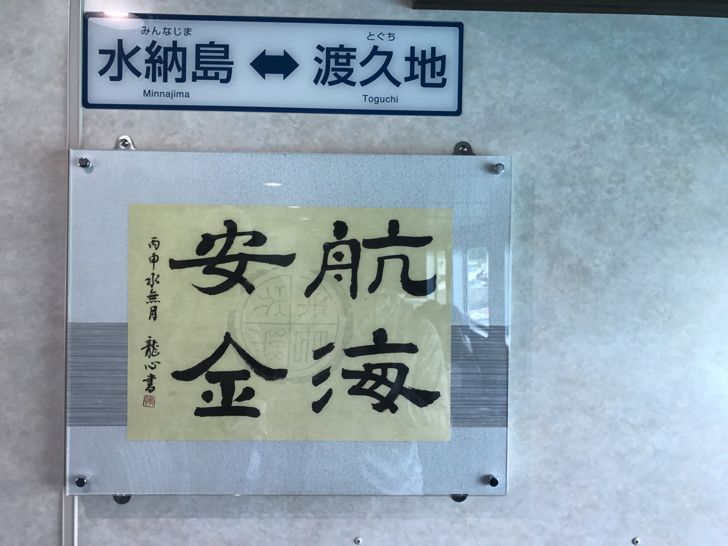 みんなじま とぐち
水納島 ↔ 渡久地
Minnajima Toguchi
航海
安全
丙申水無月 龍心書